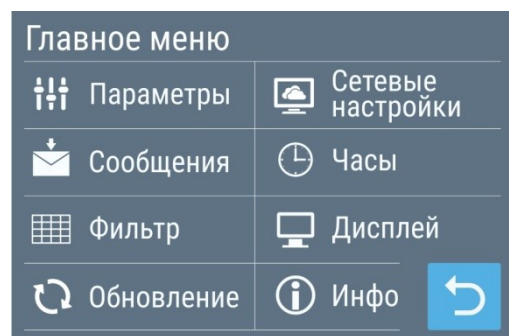 Главное меню
Параметры
Сетевые
настройки
Сообщения
Часы
Фильтр
Дисплей
Обновление
Инфо